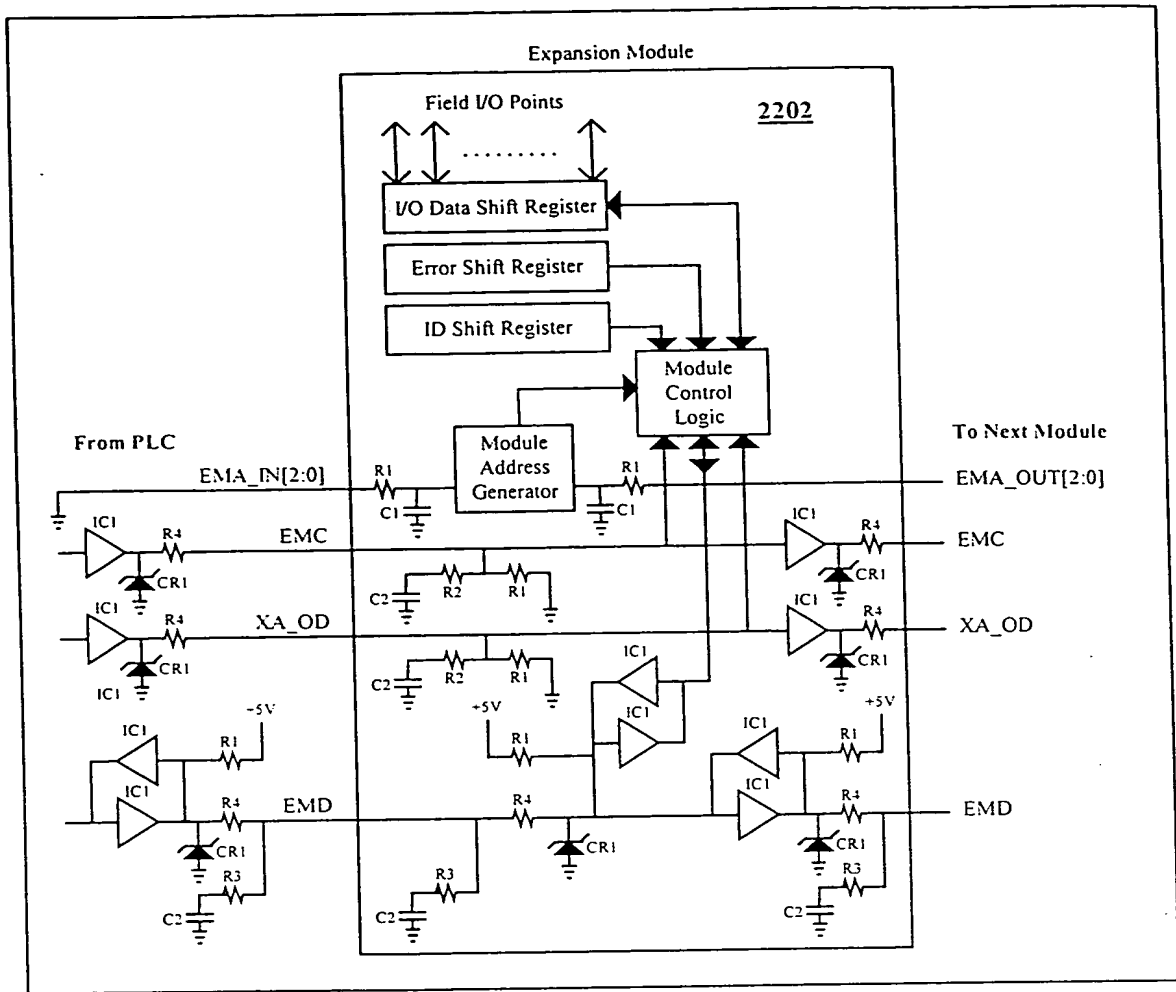 Expansion Module
Field I/O Points
2202
.........
I/O Data Shift Register
Error Shift Register
ID Shift Register
Module
Control
Logic
From PLC
To Next Module
Module
Address
Generator
EMA_IN[2:0]
R1
C1
R1
C1
EMA_OUT[2:0]
IC1
R4
EMC
CR1
C2
R2
R1
IC1
R4
EMC
CR1
IC1
R4
XA_OD
CR1
IC1
C2
R2
R1
IC1
R4
XA_OD
CR1
+5V
IC1
R1
IC1
R4
EMD
CR1
R3
C2
+5V
R1
IC1
IC1
R4
CR1
R3
C2
+5V
IC1
R1
IC1
R4
EMD
CR1
R3
C2